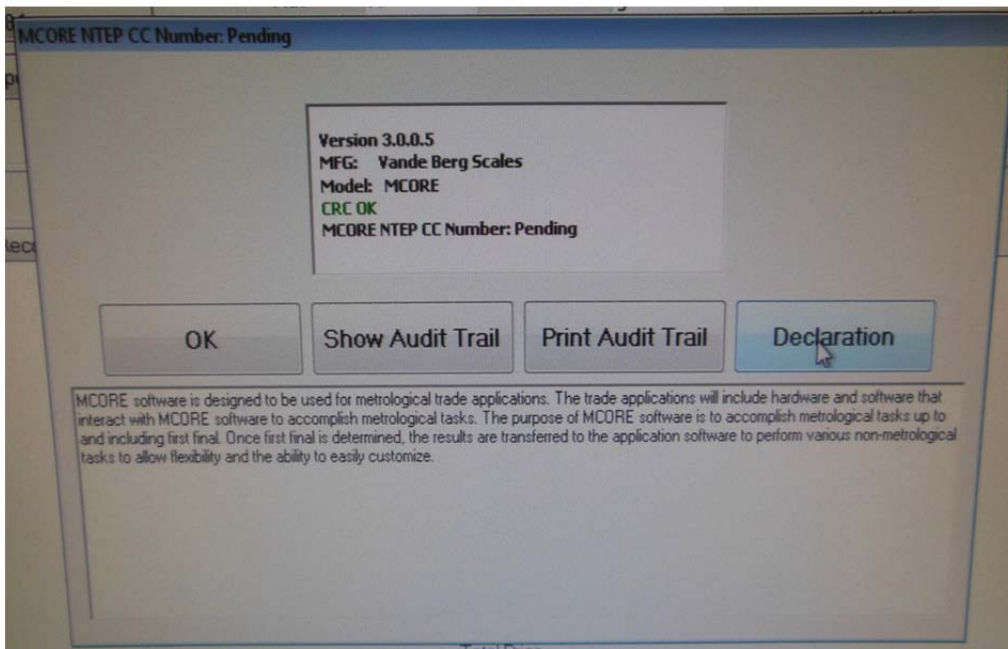 MCORE NTEP CC Number: Pending
Version 3.0.0.5
MFG: Vande Berg Scales
Model: MCORE
CRC OK
MCORE NTEP CC Number: Pending
OK
Show Audit Trail
Print Audit Trail
Declaration
MCORE software is designed to be used for metrological trade applications. The trade applications will include hardware and software that
interact with MCORE software to accomplish metrological tasks. The purpose of MCORE software is to accomplish metrological tasks up to
and including first final. Once first final is determined, the results are transferred to the application software to perform various non-metrological
tasks to allow flexibility and the ability to easily customize.